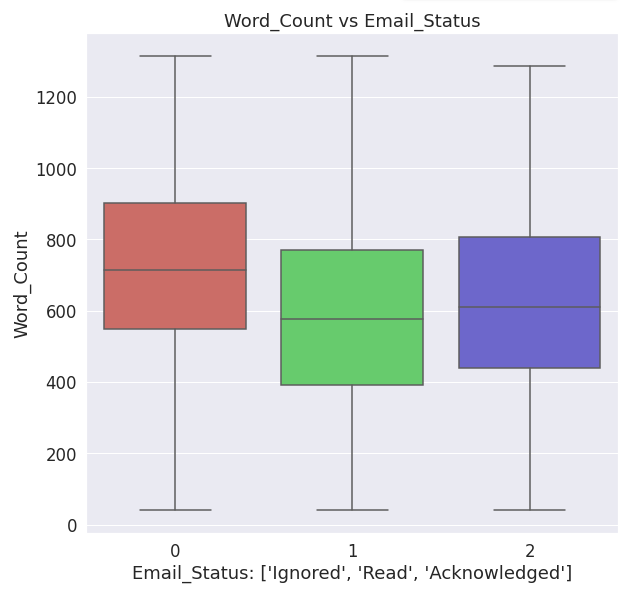 Word_Count vs Email_Status
1200
1000
800
600
400
200
0
Word_Count
0 1 2
Email_Status: ['Ignored', 'Read', 'Acknowledged']